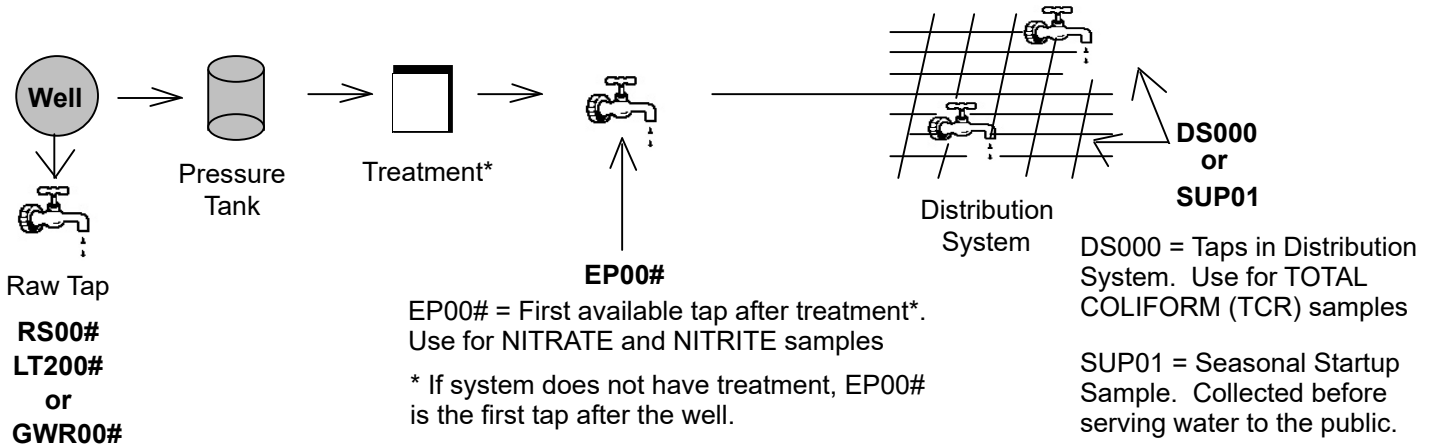 Well
Pressure
Tank
Treatment*
Raw Tap
RS00#
LT200#
or
GWR00#
EP00#
EP00# = First available tap after treatment*.
Use for NITRATE and NITRITE samples
* If system does not have treatment, EP00#
is the first tap after the well.
Distribution
System
DS000
or
SUP01
DS000 = Taps in Distribution
System. Use for TOTAL
COLIFORM (TCR) samples
SUP01 = Seasonal Startup
Sample. Collected before
serving water to the public.